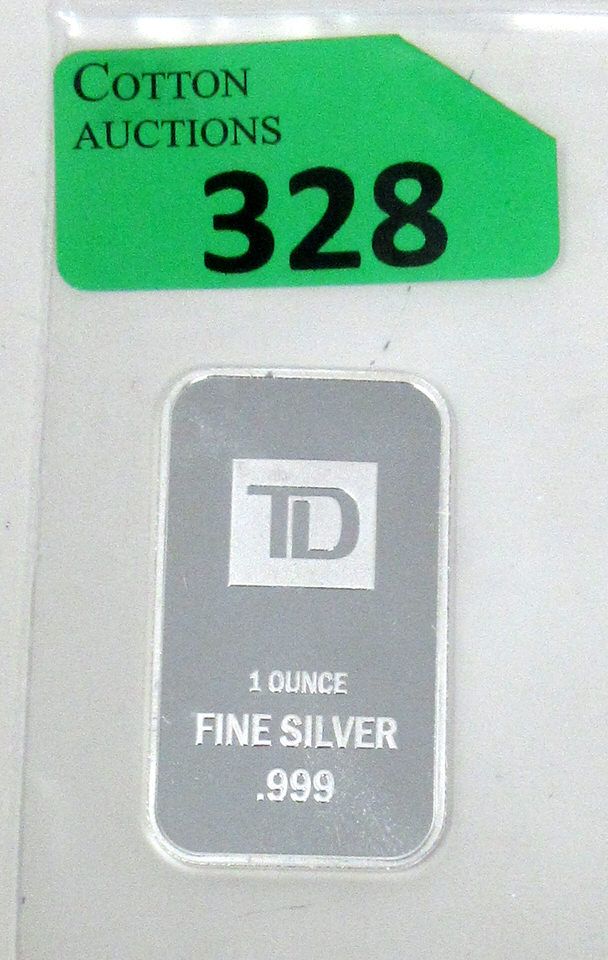 COTTON
AUCTIONS
328
TD
1 OUNCE
FINE SILVER
.999